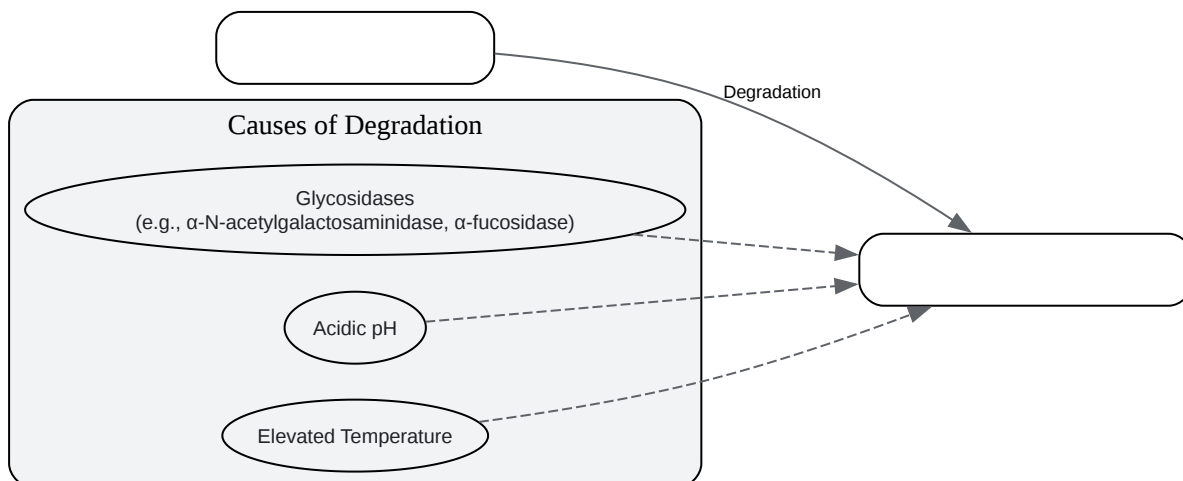 Degradation
Causes of Degradation
Glycosidases
(e.g., α-N-acetylgalactosaminidase, α-fucosidase)
Acidic pH
Elevated Temperature